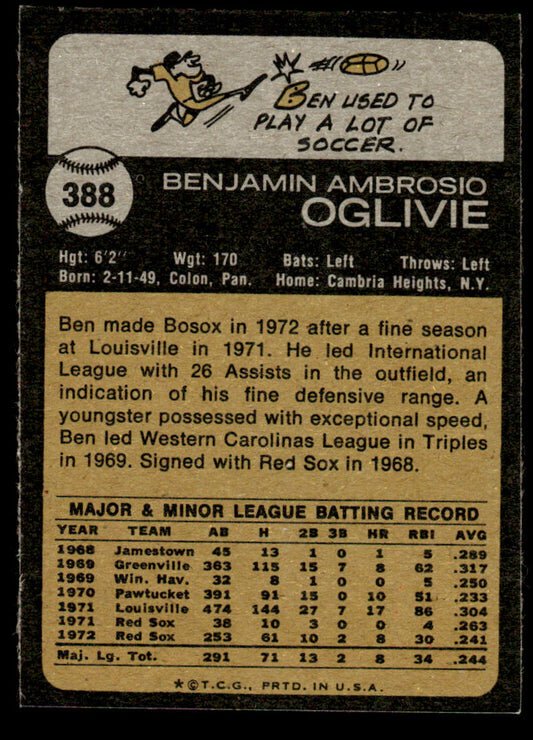 BEN USED TO
PLAY A LOT OF
SOCCER.
388
BENJAMIN AMBROSIO
OGLIVIE
Hgt: 6'2" Wgt: 170 Bats: Left Throws: Left
Born: 2-11-49, Colon, Pan. Home: Cambria Heights, N.Y.
Ben made Bosox in 1972 after a fine season
at Louisville in 1971. He led International
League with 26 Assists in the outfield, an
indication of his fine defensive range. A
youngster possessed with exceptional speed,
Ben led Western Carolinas League in Triples
in 1969. Signed with Red Sox in 1968.
MAJOR & MINOR LEAGUE BATTING RECORD
YEAR TEAM AB H 2B 3B HR RBI AVG
1968 Jamestown 45 13 1 0 1 5 .289
1969 Greenville 363 115 15 7 8 62 .317
1969 Win. Hav. 32 8 1 0 0 5 .250
1970 Pawtucket 391 91 15 0 10 51 .233
1971 Louisville 474 144 27 7 17 86 .304
1971 Red Sox 38 10 3 0 0 4 .263
1972 Red Sox 253 61 10 2 8 30 .241
Maj. Lg. Tot. 291 71 13 2 8 34 .244
★©T.C.G., PRTD. IN U.S.A.